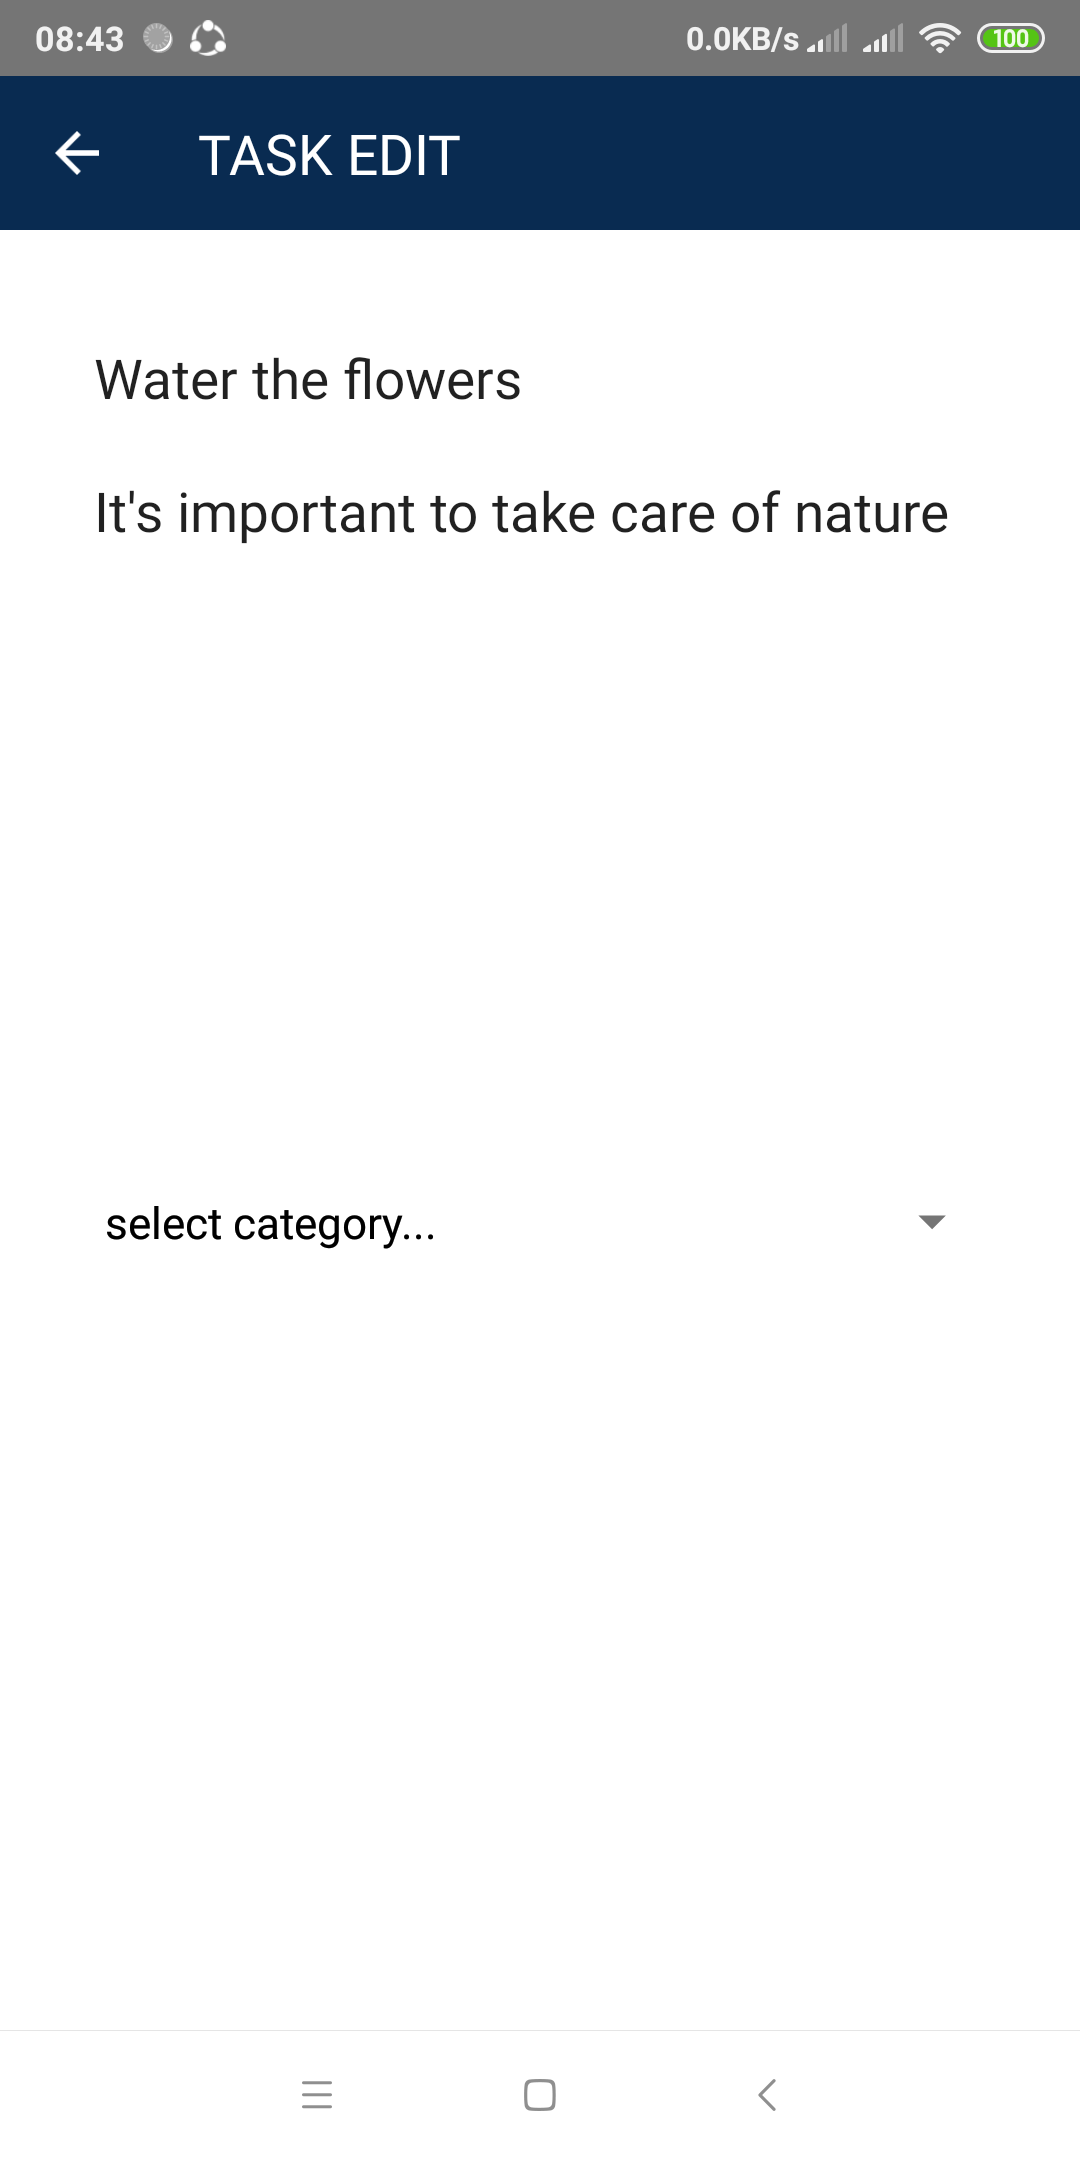 08:43 0.0KB/s 100
TASK EDIT
Water the flowers
It's important to take care of nature
select category...